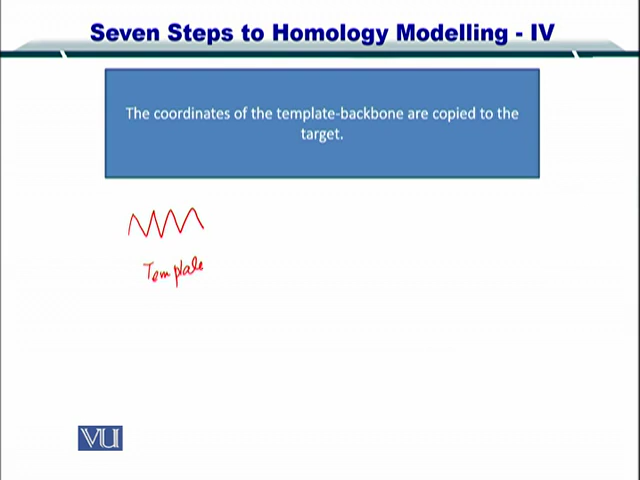 Seven Steps to Homology Modelling - IV
The coordinates of the template-backbone are copied to the
target.
Template
VU